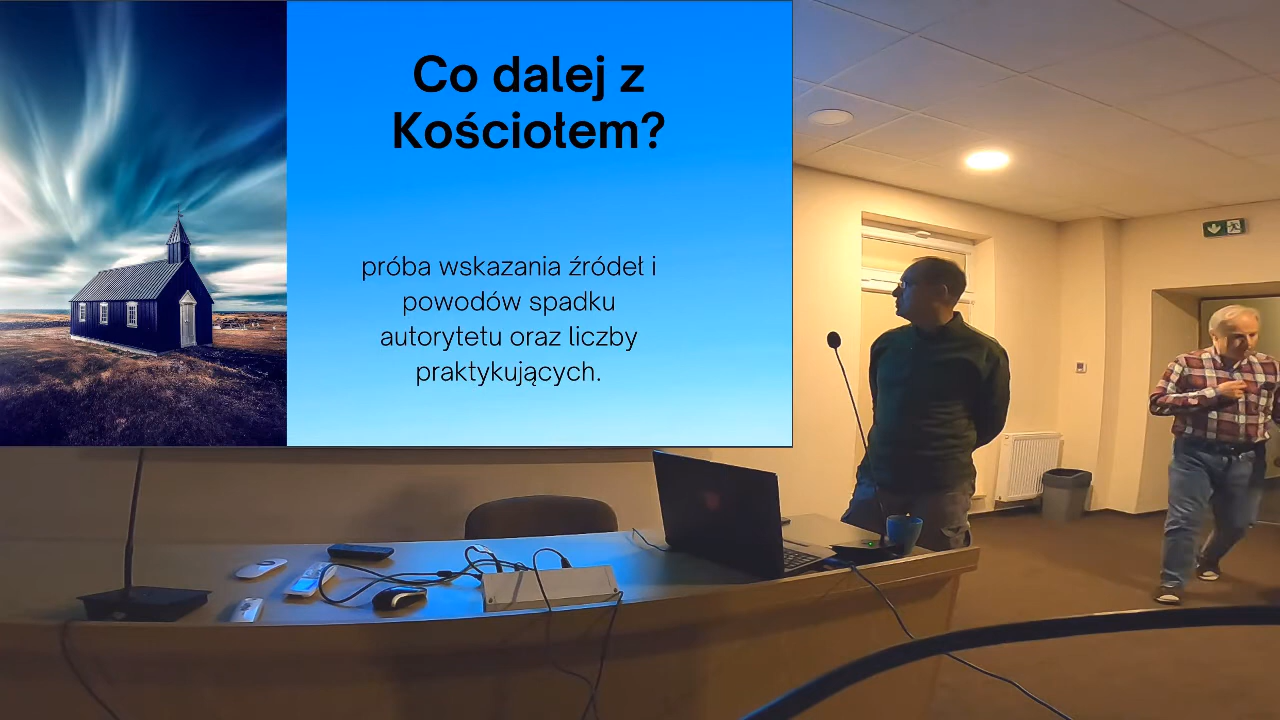 Co dalej z
Kościołem?
próba wskazania źródeł i
powodów spadku
autorytetu oraz liczby
praktykujących.